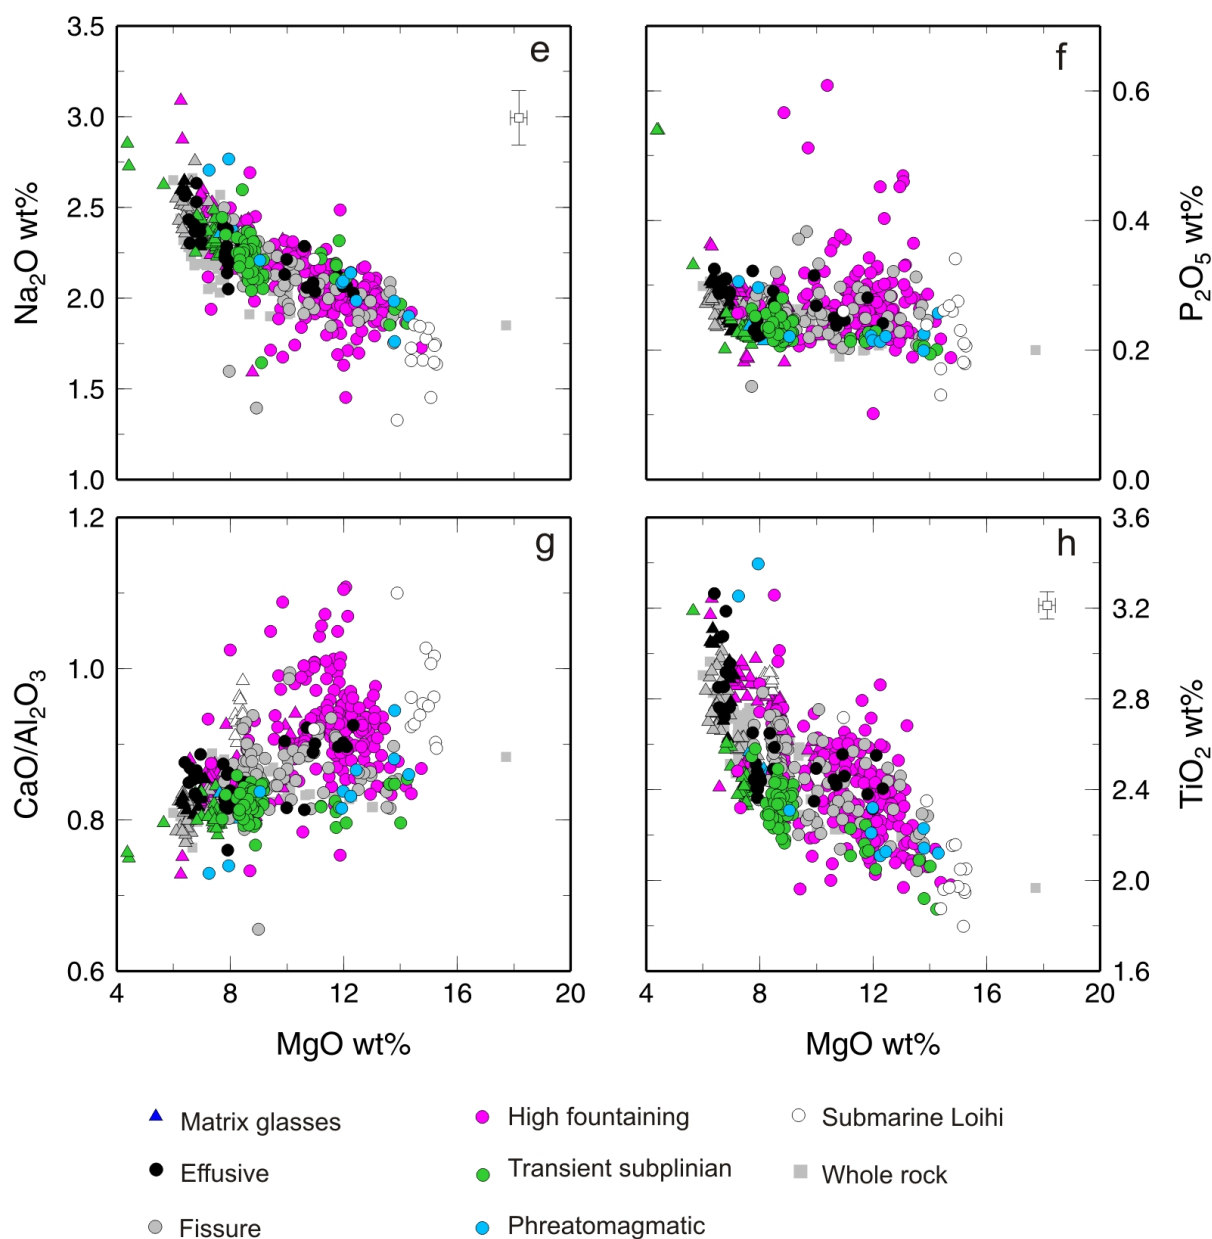 e
f
3.5
3.0
2.5
2.0
1.5
1.0
Na₂O wt%
0.6
0.4
0.2
0.0
P₂O₅ wt%
g
h
1.2
1.0
0.8
0.6
CaO/Al₂O₃
3.6
3.2
2.8
2.4
2.0
1.6
TiO₂ wt%
4 8 12 16 20
4 8 12 16 20
MgO wt%
MgO wt%
Matrix glasses
High fountaining
Submarine Loihi
Effusive
Transient subplinian
Whole rock
Fissure
Phreatomagmatic